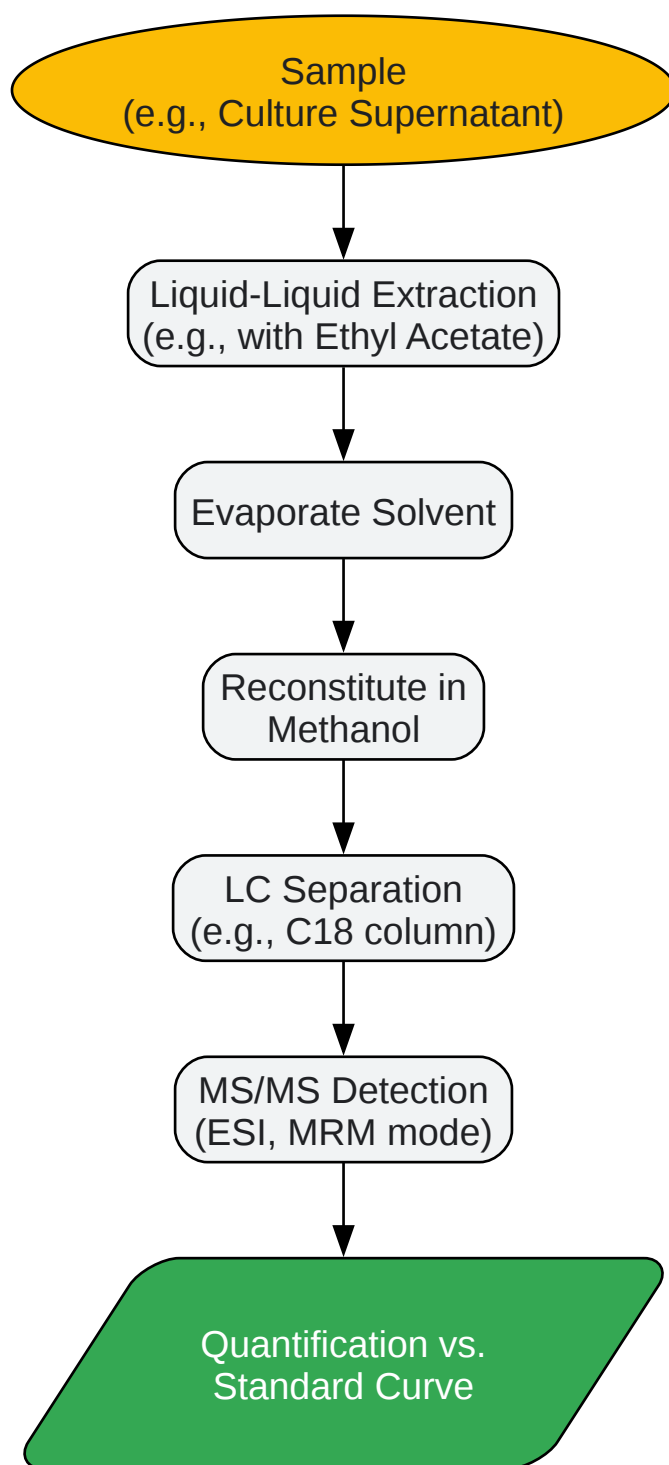 Sample
(e.g., Culture Supernatant)
Liquid-Liquid Extraction
(e.g., with Ethyl Acetate)
Evaporate Solvent
Reconstitute in
Methanol
LC Separation
(e.g., C18 column)
MS/MS Detection
(ESI, MRM mode)
Quantification vs.
Standard Curve